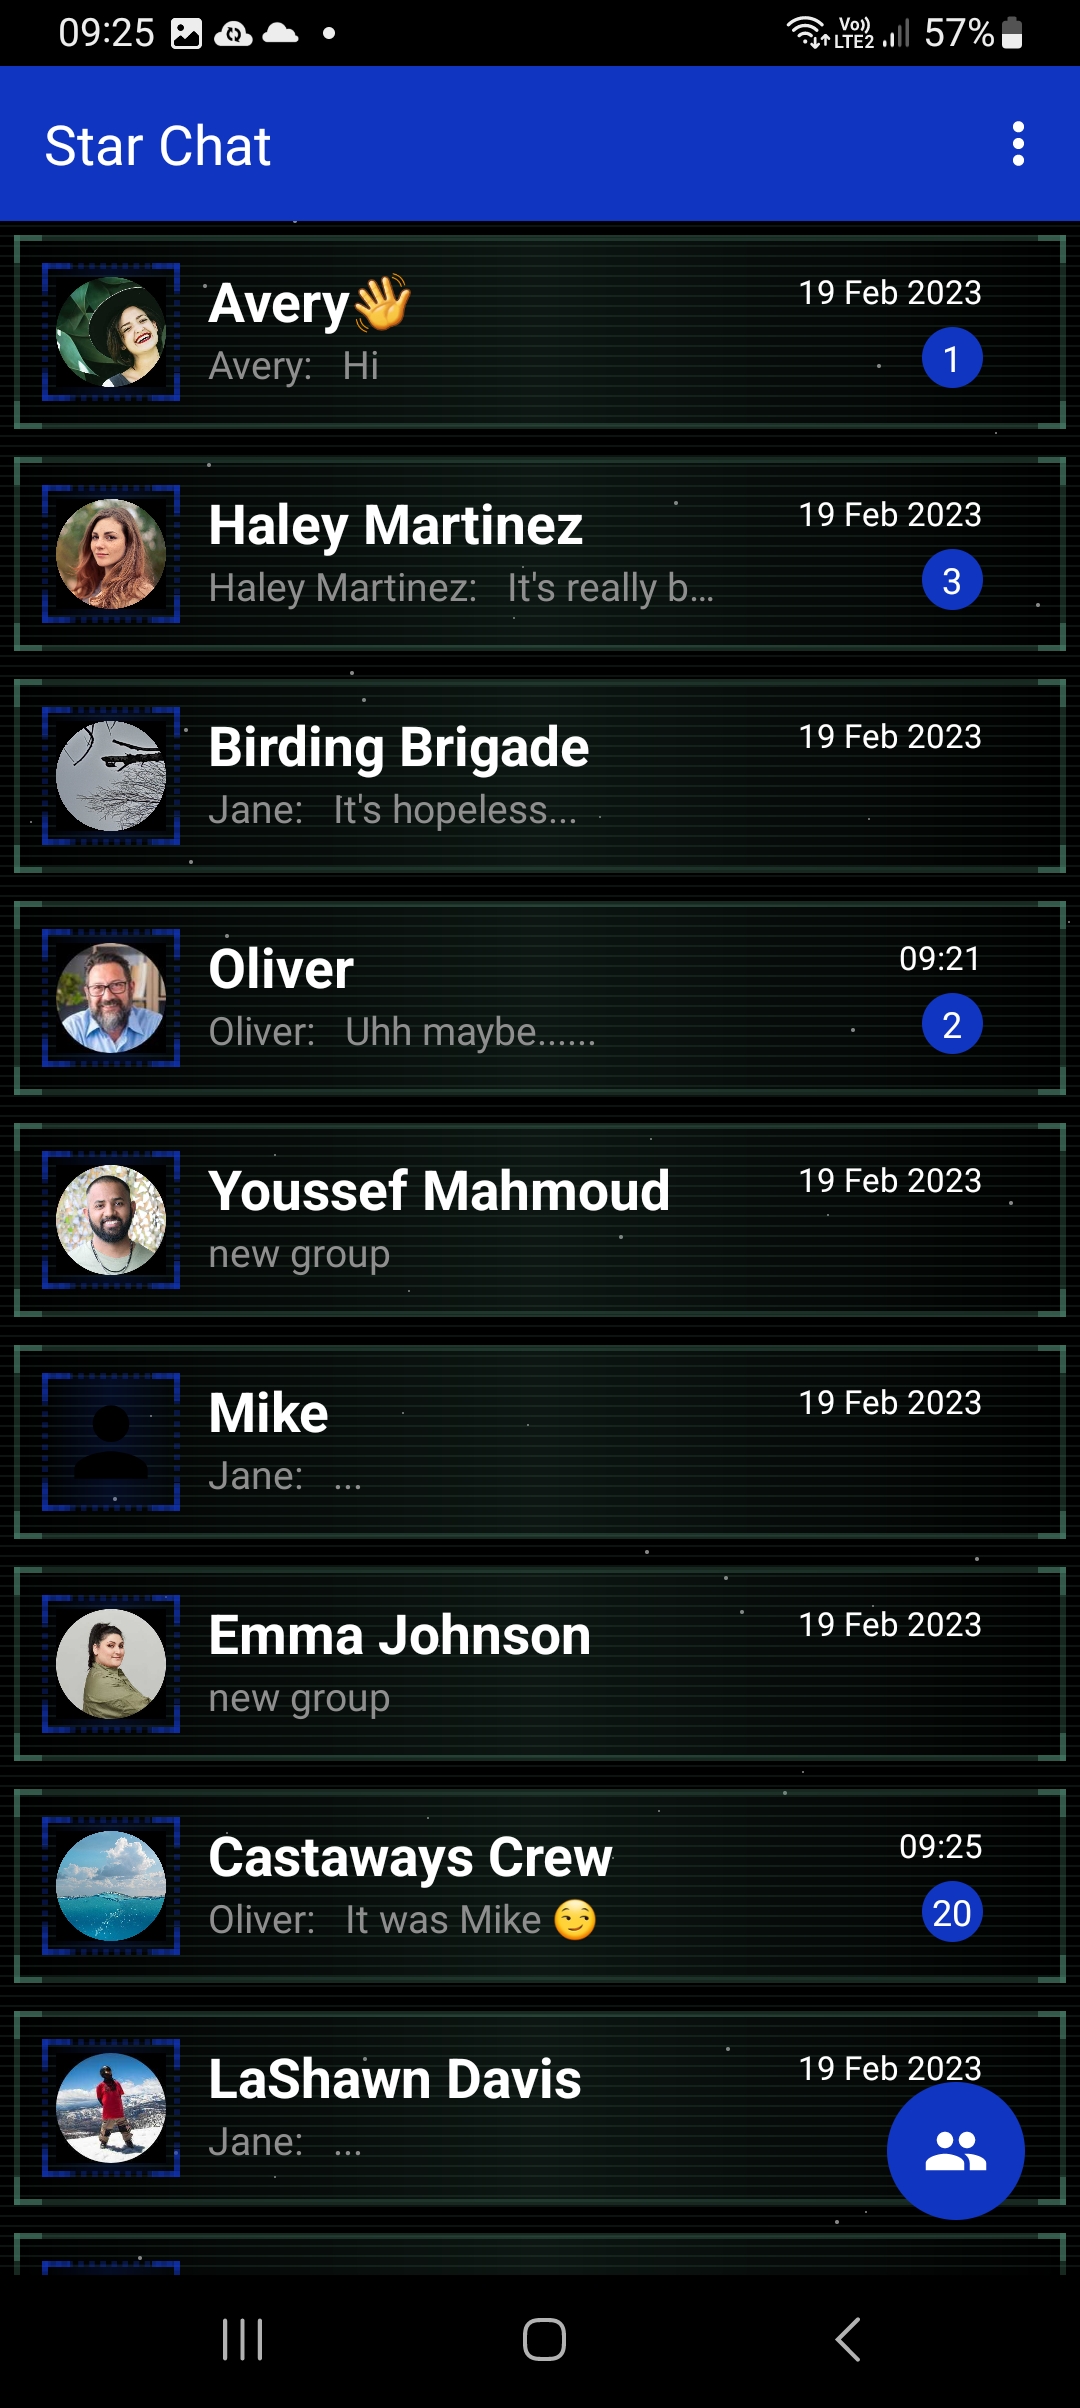 09:25 Vo)) LTE2 57%
Star Chat
Avery👋 19 Feb 2023
Avery: Hi 1
Haley Martinez 19 Feb 2023
Haley Martinez: It's really b... 3
Birding Brigade 19 Feb 2023
Jane: It's hopeless...
Oliver 09:21
Oliver: Uhh maybe...... 2
Youssef Mahmoud 19 Feb 2023
new group
Mike 19 Feb 2023
Jane: ...
Emma Johnson 19 Feb 2023
new group
Castaways Crew 09:25
Oliver: It was Mike 😏 20
LaShawn Davis 19 Feb 2023
Jane: ...